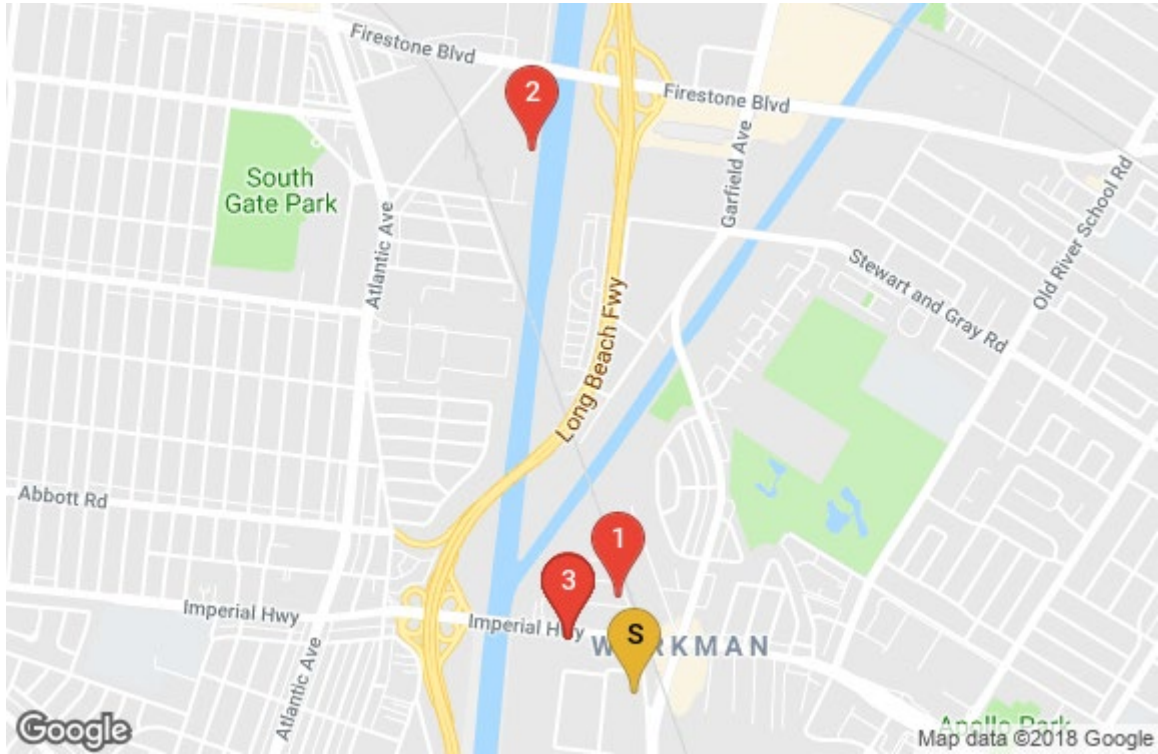 Firestone Blvd
2
Firestone Blvd
South
Gate Park
Garfield Ave
Old River School Rd
Atlantic Ave
Stewart and Gray Rd
Long Beach Fwy
Abbott Rd
1
3
Imperial Hwy
Imperial Hwy
S
WORKMAN
Atlantic Ave
Apollo Park
Google
Map data ©2018 Google